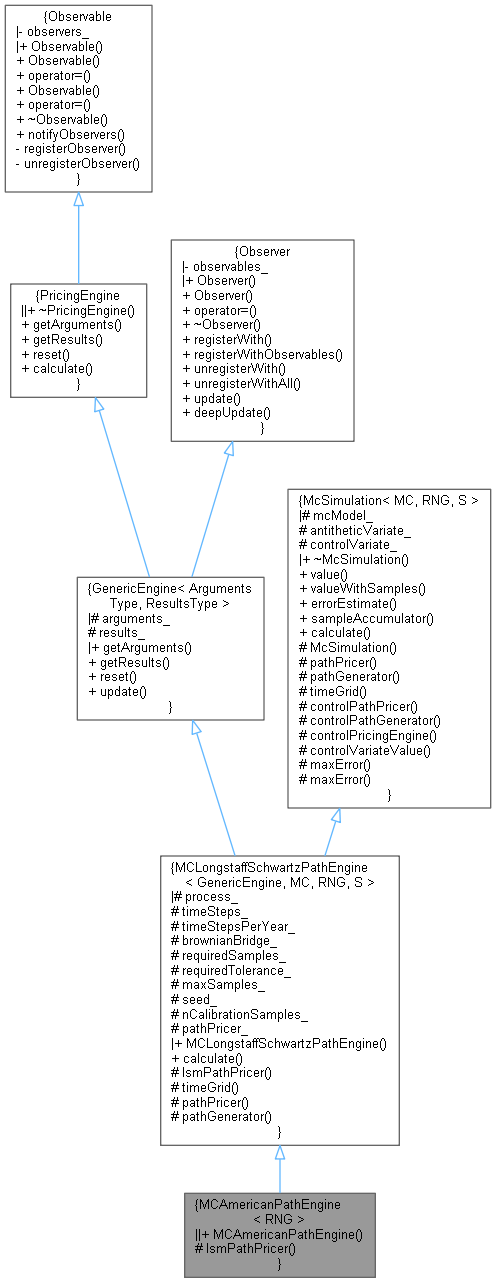 {Observable
|- observers_
|+ Observable()
+ Observable()
+ operator=()
+ Observable()
+ operator=()
+ ~Observable()
+ notifyObservers()
- registerObserver()
- unregisterObserver()
}
{PricingEngine
||+ ~PricingEngine()
+ getArguments()
+ getResults()
+ reset()
+ calculate()
}
{Observer
|- observables_
|+ Observer()
+ Observer()
+ operator=()
+ ~Observer()
+ registerWith()
+ registerWithObservables()
+ unregisterWith()
+ unregisterWithAll()
+ update()
+ deepUpdate()
}
{GenericEngine< Arguments
Type, ResultsType >
|# arguments_
# results_
|+ getArguments()
+ getResults()
+ reset()
+ update()
}
{McSimulation< MC, RNG, S >
|# mcModel_
# antitheticVariate_
# controlVariate_
|+ ~McSimulation()
+ value()
+ valueWithSamples()
+ errorEstimate()
+ sampleAccumulator()
+ calculate()
# McSimulation()
# pathPricer()
# pathGenerator()
# timeGrid()
# controlPathPricer()
# controlPathGenerator()
# controlPricingEngine()
# controlVariateValue()
# maxError()
# maxError()
}
{MCLongstaffSchwartzPathEngine
< GenericEngine, MC, RNG, S >
|# process_
# timeSteps_
# timeStepsPerYear_
# brownianBridge_
# requiredSamples_
# requiredTolerance_
# maxSamples_
# seed_
# nCalibrationSamples_
# pathPricer_
|+ MCLongstaffSchwartzPathEngine()
+ calculate()
# lsmPathPricer()
# timeGrid()
# pathPricer()
# pathGenerator()
}
{MCAmericanPathEngine
< RNG >
||+ MCAmericanPathEngine()
# lsmPathPricer()
}